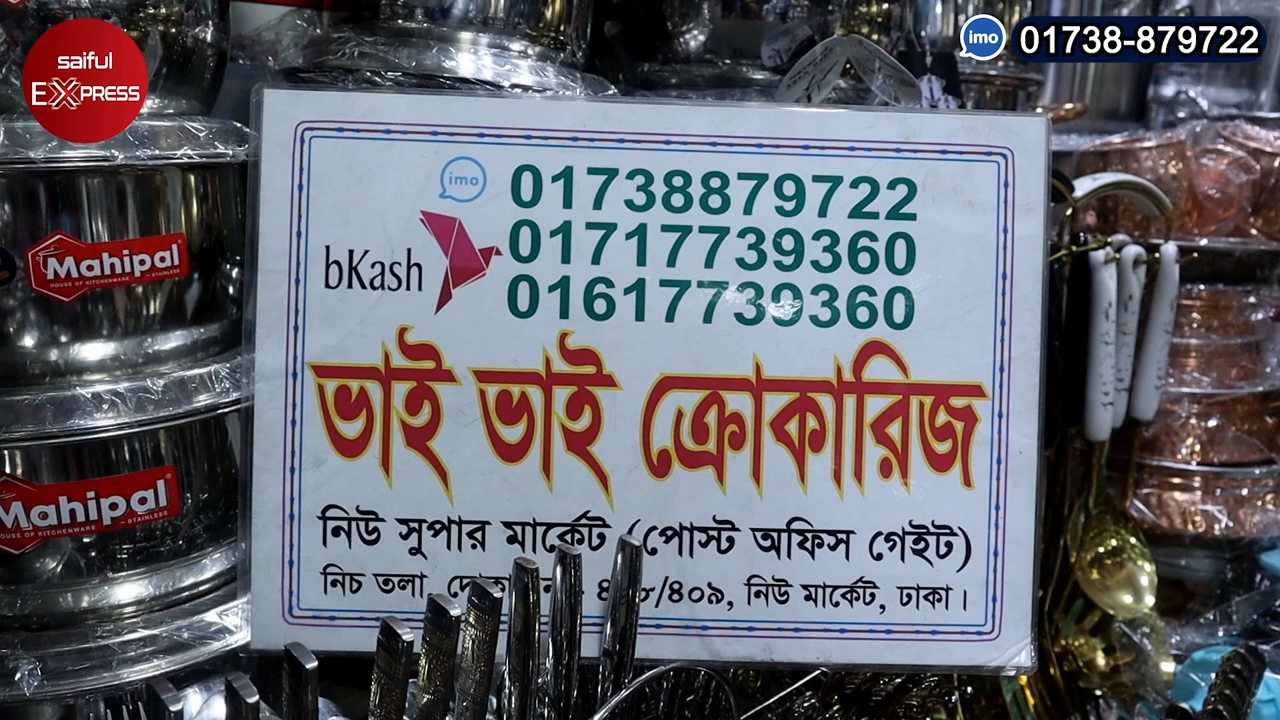 saiful
EXPRESS
imo 01738-879722
imo 01738879722
bKash 01717739360
01617739360
ভাই ভাই ক্রোকারিজ
নিউ সুপার মার্কেট (পোস্ট অফিস গেইট)
নিচ তলা, /৪০৯, নিউ মার্কেট, ঢাকা।
Mahipal
HOUSE OF KITCHENWARE STAINLESS
Mahipal
HOUSE OF KITCHENWARE STAINLESS